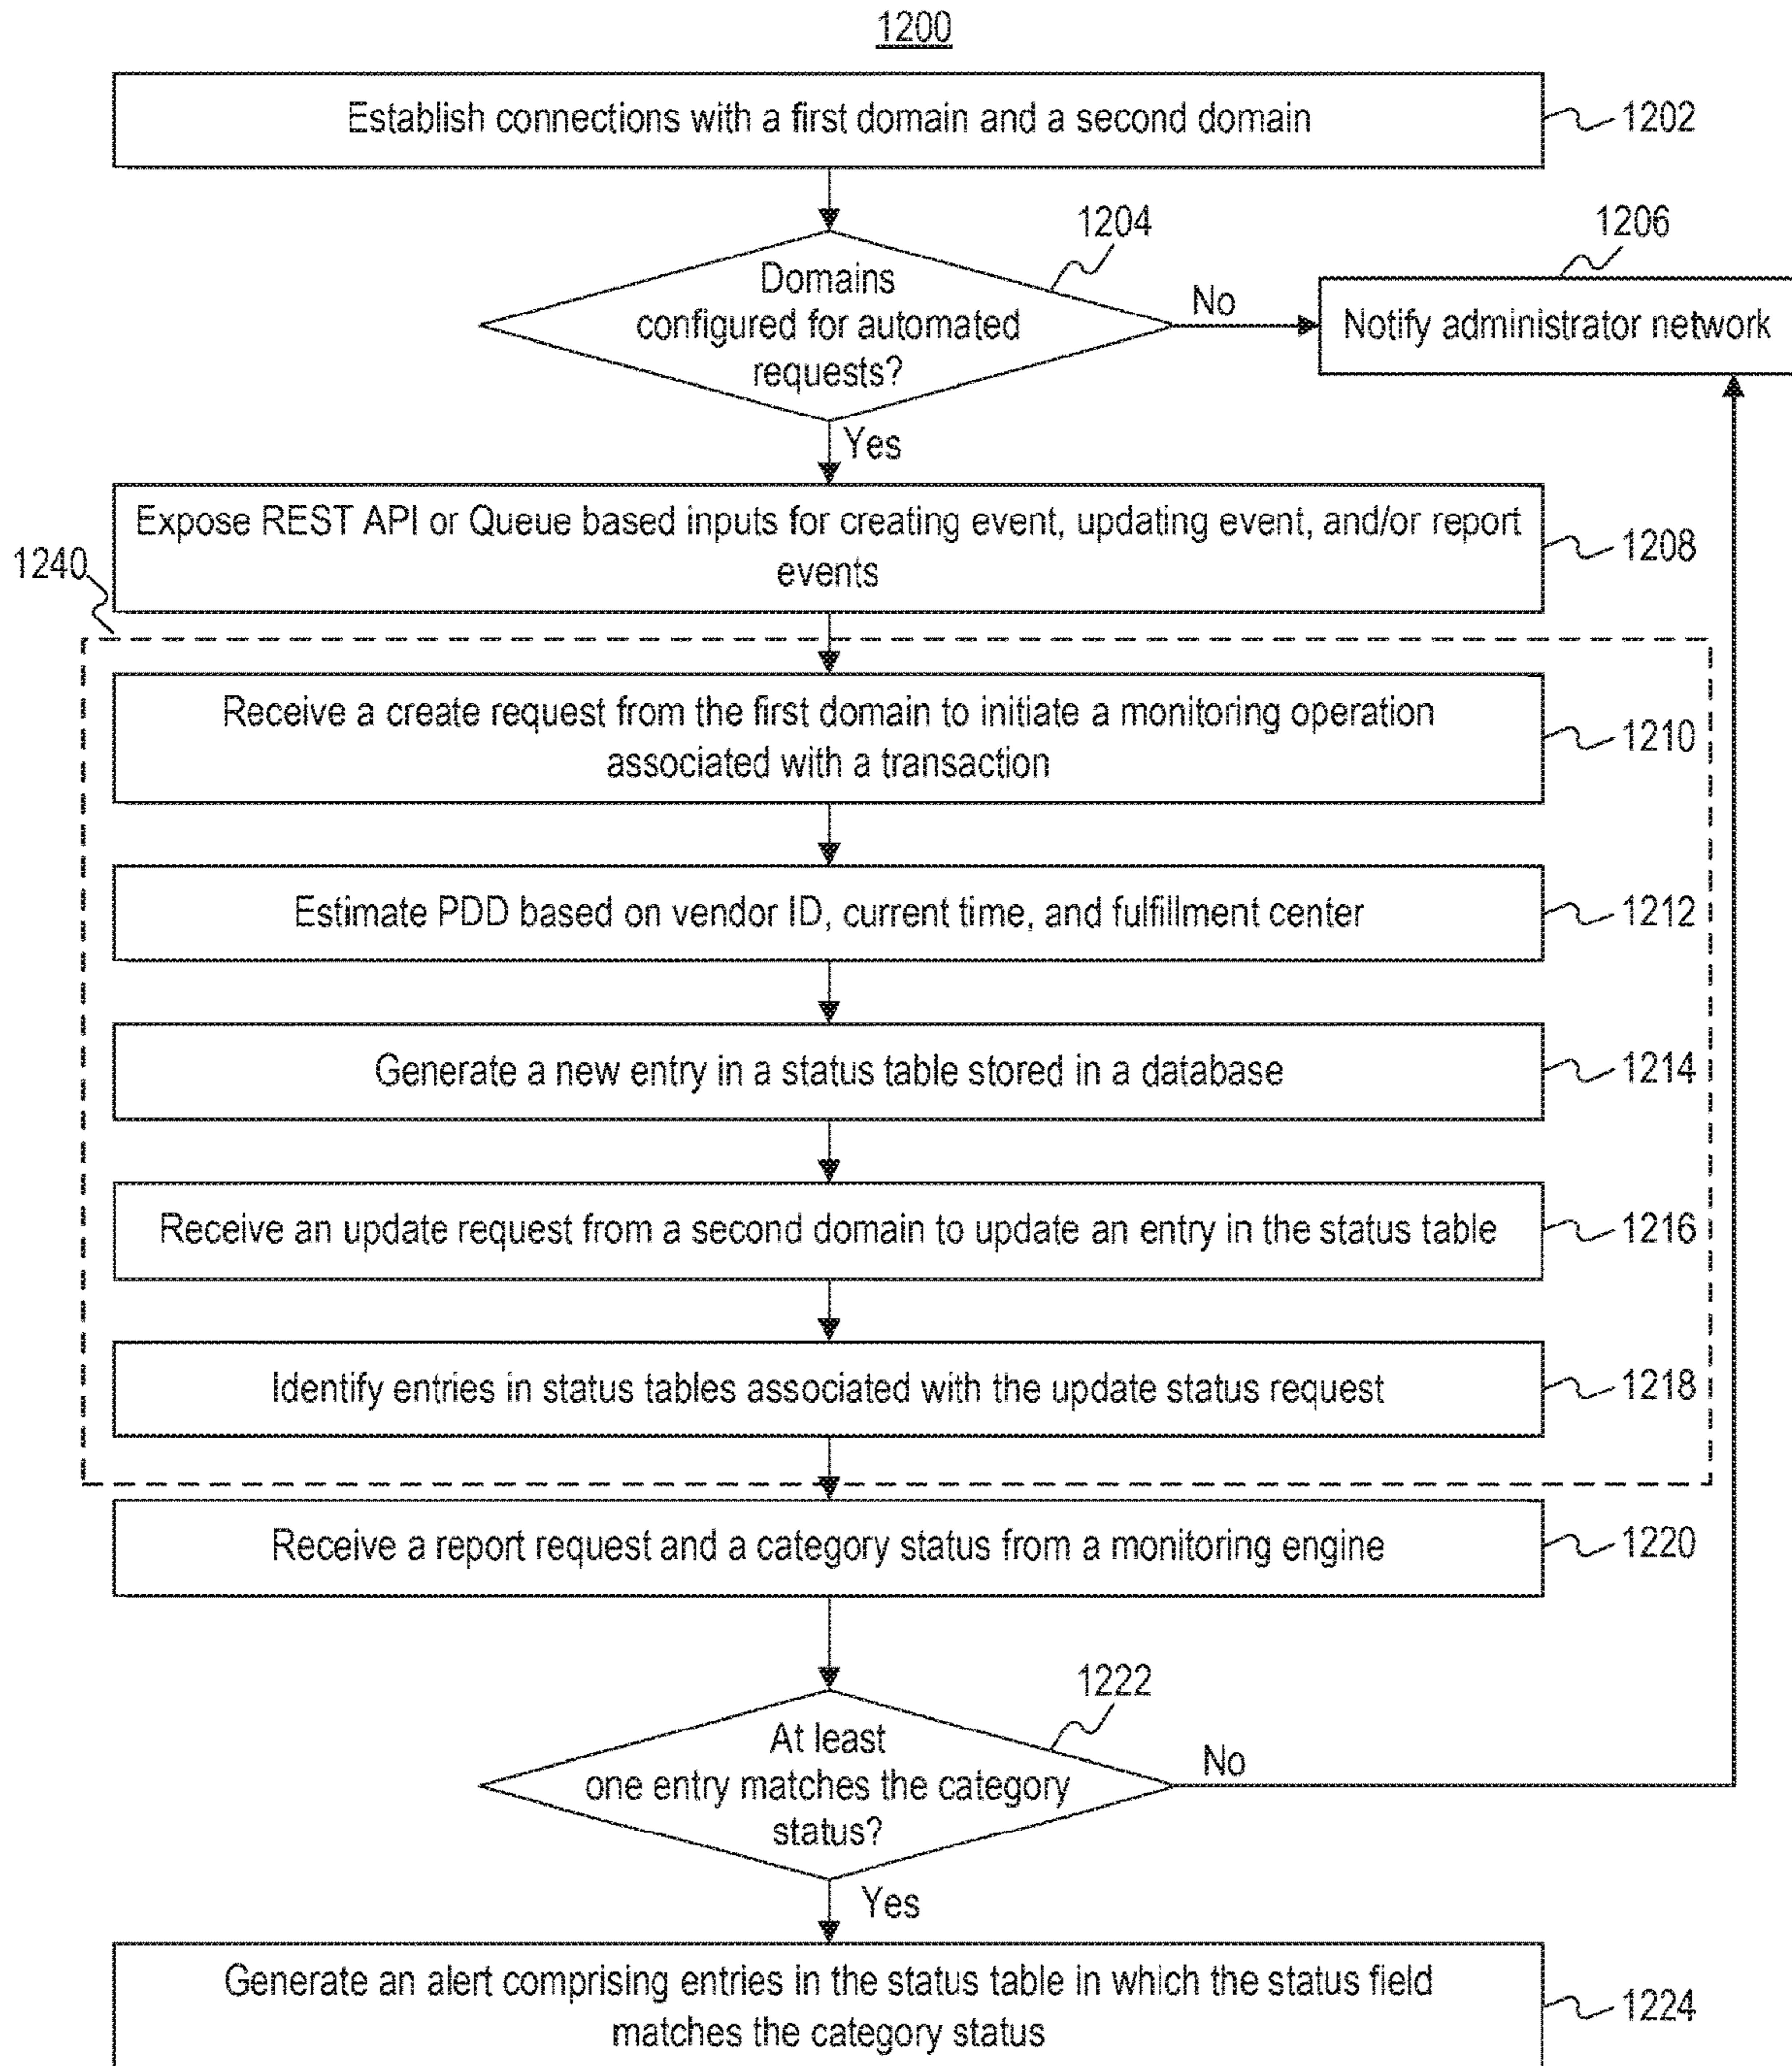 1200
Establish connections with a first domain and a second domain
1202
1204
1206
Domains
configured for automated
requests?
No
Notify administrator network
Yes
Expose REST API or Queue based inputs for creating event, updating event, and/or report
events
1208
1240
Receive a create request from the first domain to initiate a monitoring operation
associated with a transaction
1210
Estimate PDD based on vendor ID, current time, and fulfillment center
1212
Generate a new entry in a status table stored in a database
1214
Receive an update request from a second domain to update an entry in the status table
1216
Identify entries in status tables associated with the update status request
1218
Receive a report request and a category status from a monitoring engine
1220
1222
At least
one entry matches the category
status?
No
Yes
Generate an alert comprising entries in the status table in which the status field
matches the category status
1224